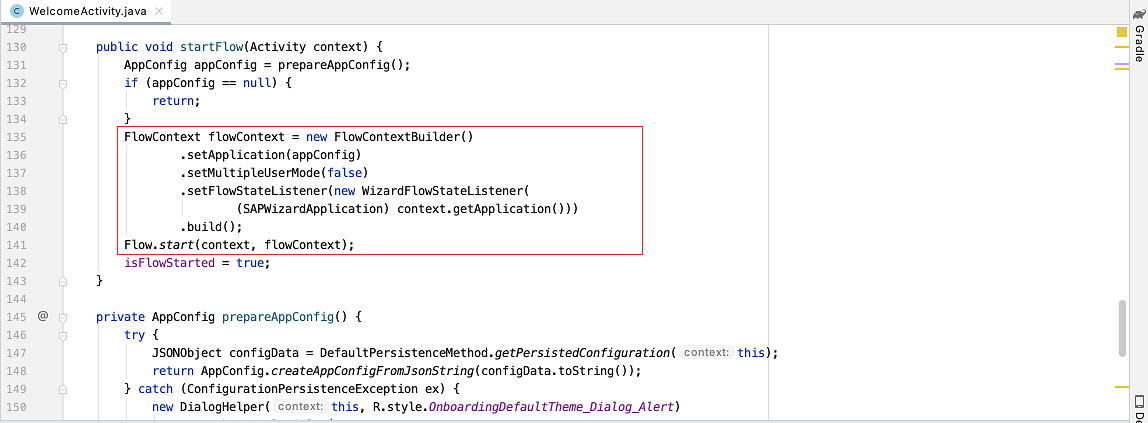 WelcomeActivity.java
129
130 public void startFlow(Activity context) {
131 AppConfig appConfig = prepareAppConfig();
132 if (appConfig == null) {
133 return;
134 }
135 FlowContext flowContext = new FlowContextBuilder()
136 .setApplication(appConfig)
137 .setMultipleUserMode(false)
138 .setFlowStateListener(new WizardFlowStateListener(
139 (SAPWizardApplication) context.getApplication()))
140 .build();
141 Flow.start(context, flowContext);
142 isFlowStarted = true;
143 }
144
145 @ private AppConfig prepareAppConfig() {
146 try {
147 JSONObject configData = DefaultPersistenceMethod.getPersistedConfiguration( context: this);
148 return AppConfig.createAppConfigFromJsonString(configData.toString());
149 } catch (ConfigurationPersistenceException ex) {
150 new DialogHelper( context: this, R.style.OnboardingDefaultTheme_Dialog_Alert)
Gradle